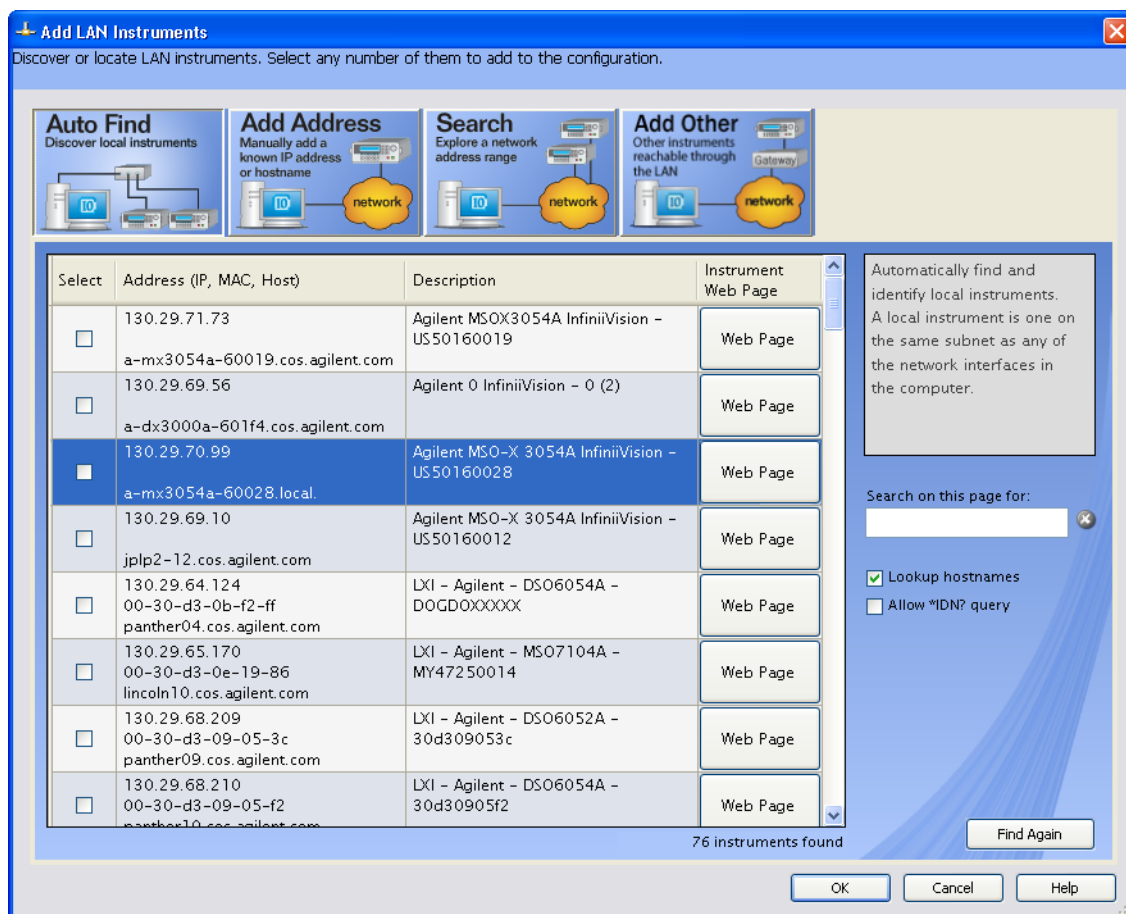 Add LAN Instruments
Discover or locate LAN instruments. Select any number of them to add to the configuration.
Auto Find
Discover local instruments
IO
Add Address
Manually add a
known IP address
or hostname
IO
network
Search
Explore a network
address range
IO
network
Add Other
Other instruments
reachable through
the LAN
Gateway
IO
network
Select
Address (IP, MAC, Host)
Description
Instrument
Web Page
130.29.71.73
a-mx3054a-60019.cos.agilent.com
Agilent MSOX3054A InfiniiVision -
US50160019
Web Page
130.29.69.56
a-dx3000a-601f4.cos.agilent.com
Agilent 0 InfiniiVision - 0 (2)
Web Page
130.29.70.99
a-mx3054a-60028.local.
Agilent MSO-X 3054A InfiniiVision -
US50160028
Web Page
130.29.69.10
jplp2-12.cos.agilent.com
Agilent MSO-X 3054A InfiniiVision -
US50160012
Web Page
130.29.64.124
00-30-d3-0b-f2-ff
panther04.cos.agilent.com
LXI - Agilent - DSO6054A -
DOGDOXXXXX
Web Page
130.29.65.170
00-30-d3-0e-19-86
lincoln10.cos.agilent.com
LXI - Agilent - MSO7104A -
MY47250014
Web Page
130.29.68.209
00-30-d3-09-05-3c
panther09.cos.agilent.com
LXI - Agilent - DSO6052A -
30d309053c
Web Page
130.29.68.210
00-30-d3-09-05-f2
panther10.cos.agilent.com
LXI - Agilent - DSO6054A -
30d30905f2
Web Page
76 instruments found
Automatically find and
identify local instruments.
A local instrument is one on
the same subnet as any of
the network interfaces in
the computer.
Search on this page for:
Lookup hostnames
Allow *IDN? query
Find Again
OK
Cancel
Help